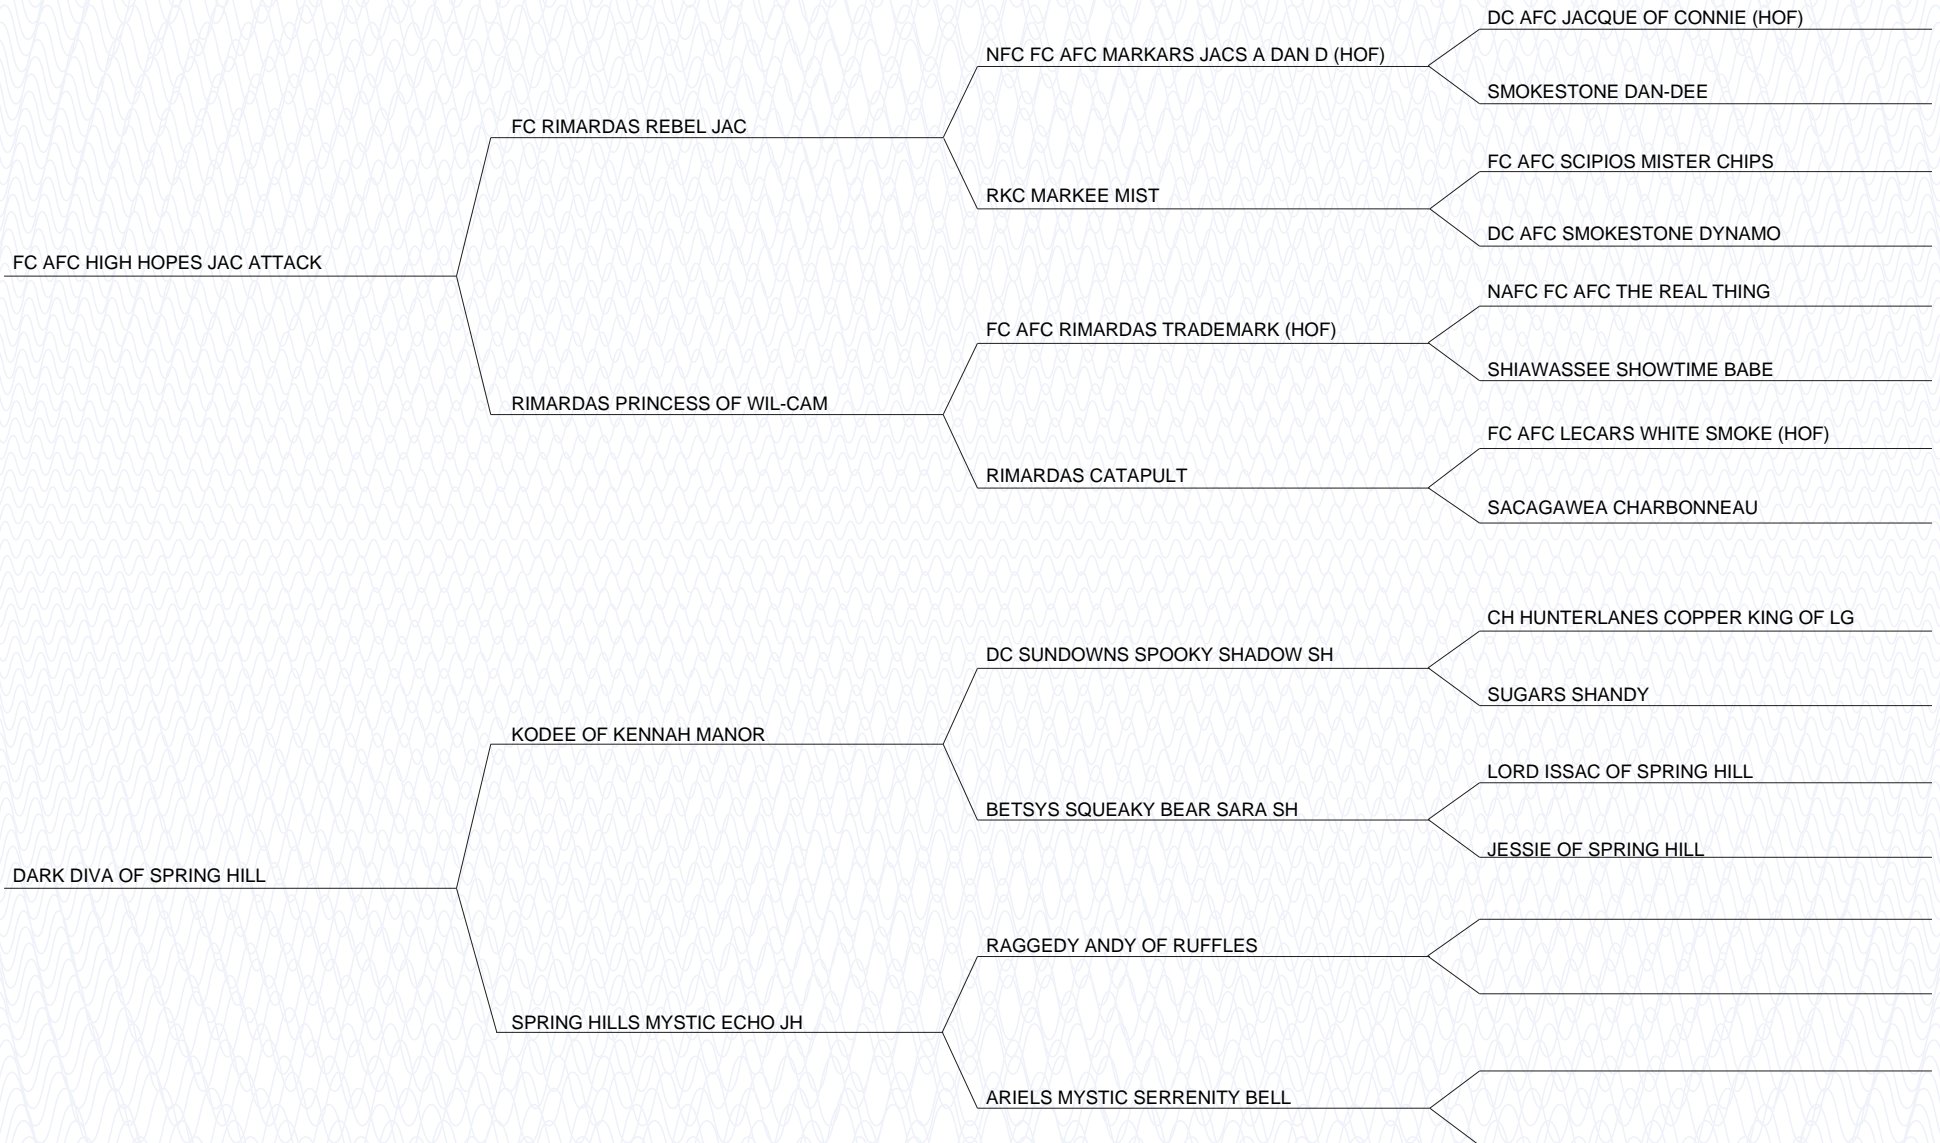 DC AFC JACQUE OF CONNIE (HOF)
NFC FC AFC MARKARS JACS A DAN D (HOF)
SMOKESTONE DAN-DEE
FC RIMARDAS REBEL JAC
FC AFC SCIPIOS MISTER CHIPS
RKC MARKEE MIST
DC AFC SMOKESTONE DYNAMO
FC AFC HIGH HOPES JAC ATTACK
NAFC FC AFC THE REAL THING
FC AFC RIMARDAS TRADEMARK (HOF)
SHIAWASSEE SHOWTIME BABE
RIMARDAS PRINCESS OF WIL-CAM
FC AFC LECARS WHITE SMOKE (HOF)
RIMARDAS CATAPULT
SACAGAWEA CHARBONNEAU
CH HUNTERLANES COPPER KING OF LG
DC SUNDOWNS SPOOKY SHADOW SH
SUGARS SHANDY
KODEE OF KENNAH MANOR
LORD ISSAC OF SPRING HILL
BETSYS SQUEAKY BEAR SARA SH
JESSIE OF SPRING HILL
DARK DIVA OF SPRING HILL
RAGGEDY ANDY OF RUFFLES
SPRING HILLS MYSTIC ECHO JH
ARIELS MYSTIC SERRENITY BELL